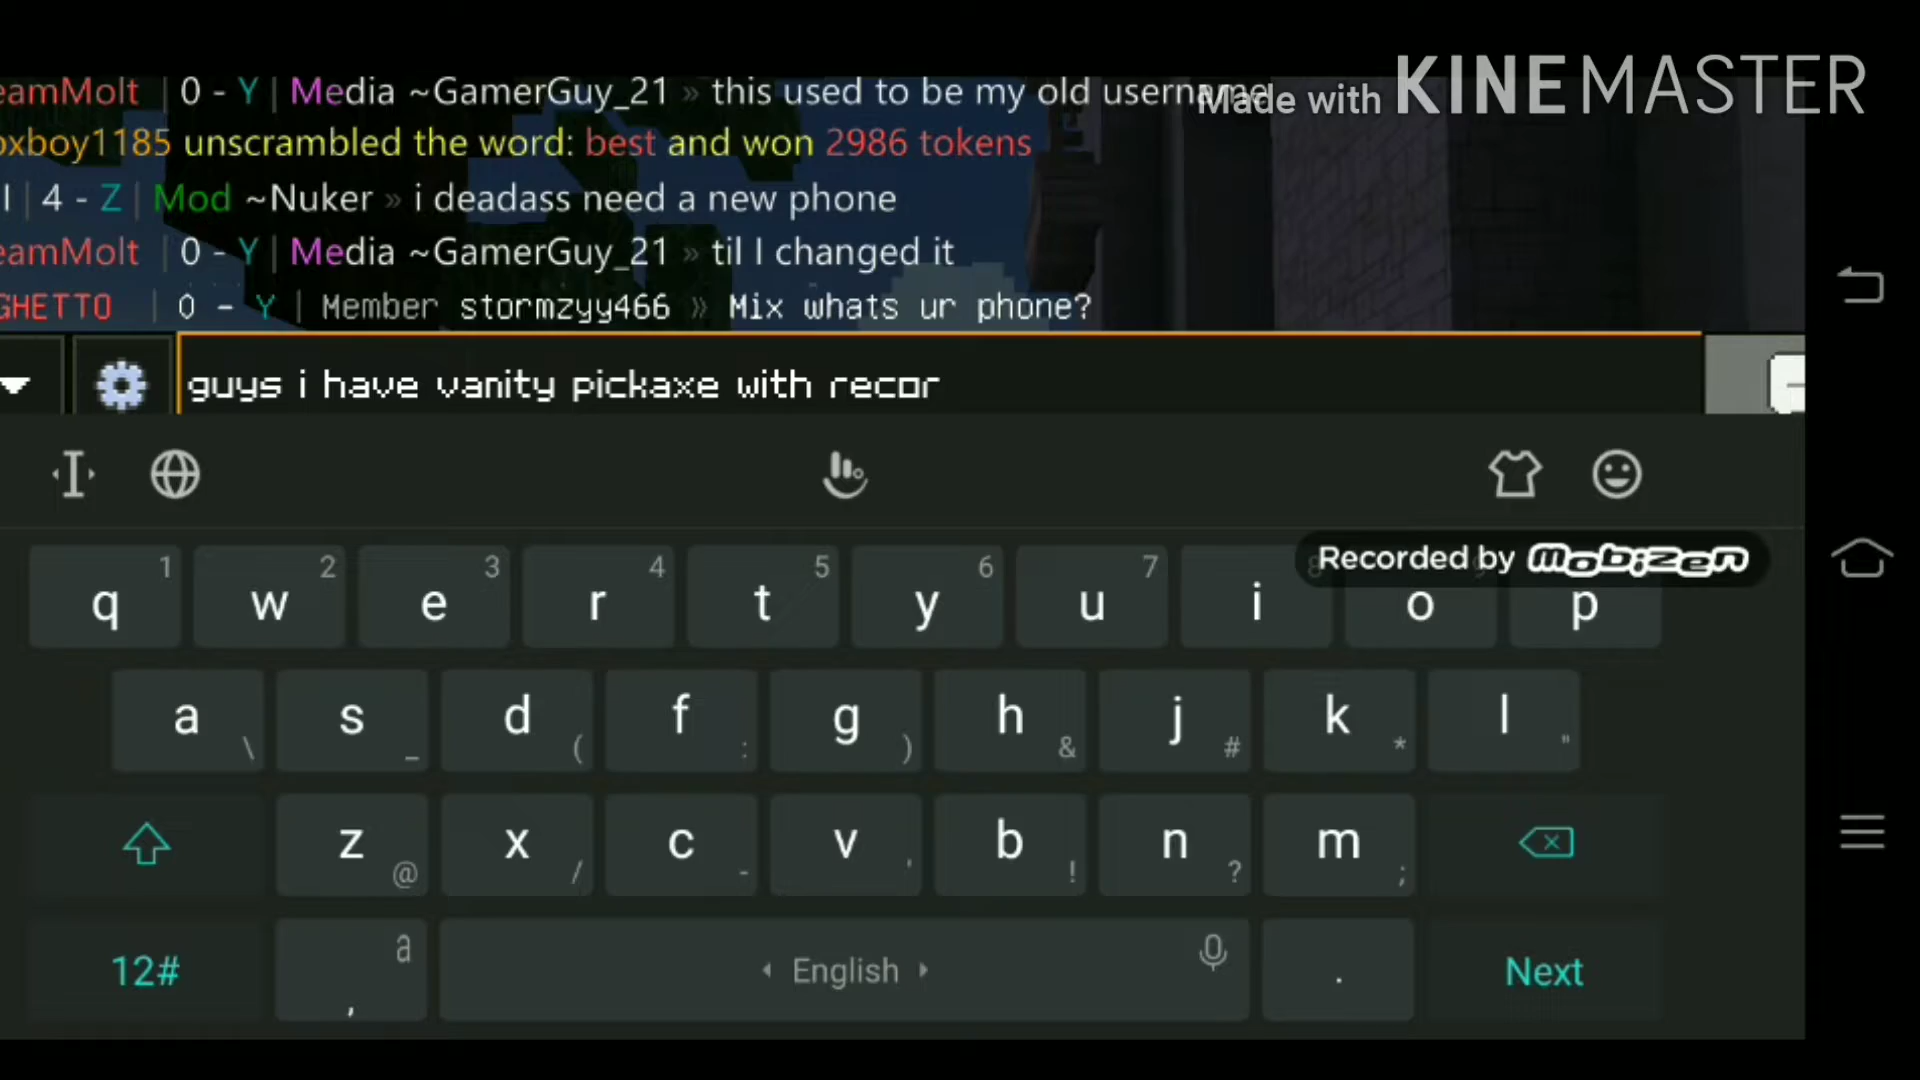 eamMolt | 0 - Y | Media ~GamerGuy_21 » this used to be my old username
Made with KINEMASTER
oxboy1185 unscrambled the word: best and won 2986 tokens
| 4 - Z | Mod ~Nuker » i deadass need a new phone
eamMolt | 0 - Y | Media ~GamerGuy_21 » til I changed it
GHETTO | 0 - Y | Member stormzyy466 » Mix whats ur phone?
guys i have vanity pickaxe with recor
Recorded by mobizen
1 2 3 4 5 6 7
q w e r t y u i o p
a s d f g h j k l
\ _ ( : ) & # * "
z x c v b n m
@ / - ' ! ? ;
12# , a English . Next